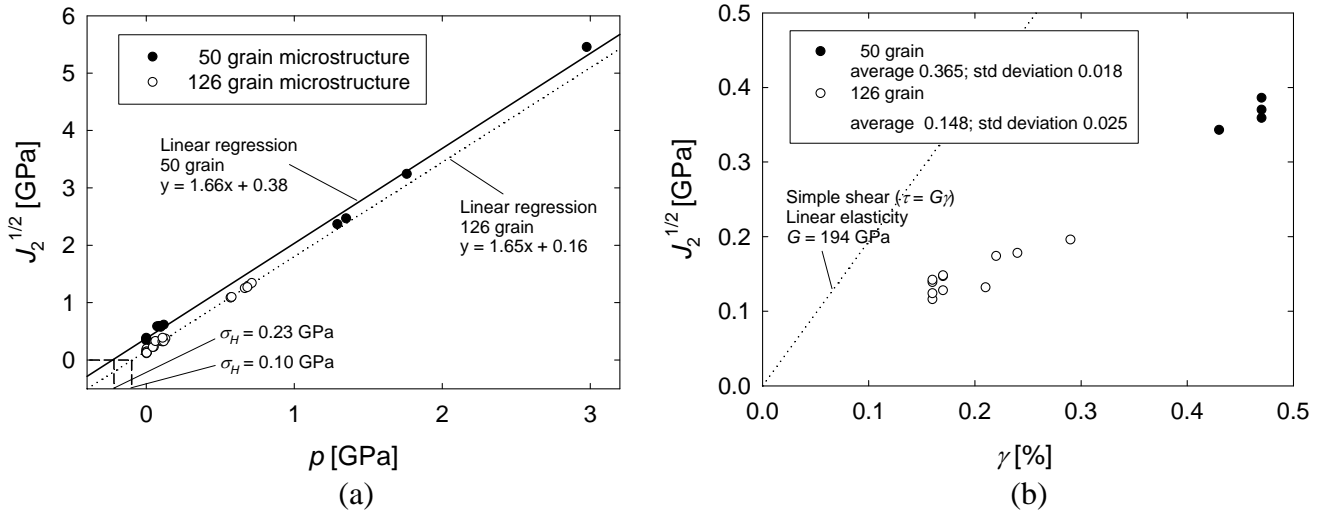 6
5
4
3
2
1
0
0
1
2
3
J₂^1/2 [GPa]
p [GPa]
50 grain microstructure
126 grain microstructure
Linear regression
50 grain
y = 1.66x + 0.38
Linear regression
126 grain
y = 1.65x + 0.16
σH = 0.23 GPa
σH = 0.10 GPa
(a)
0.5
0.4
0.3
0.2
0.1
0.0
0.0
0.1
0.2
0.3
0.4
0.5
J₂^1/2 [GPa]
γ [%]
50 grain
average 0.365; std deviation 0.018
126 grain
average 0.148; std deviation 0.025
Simple shear (-τ = Gγ)
Linear elasticity
G = 194 GPa
(b)